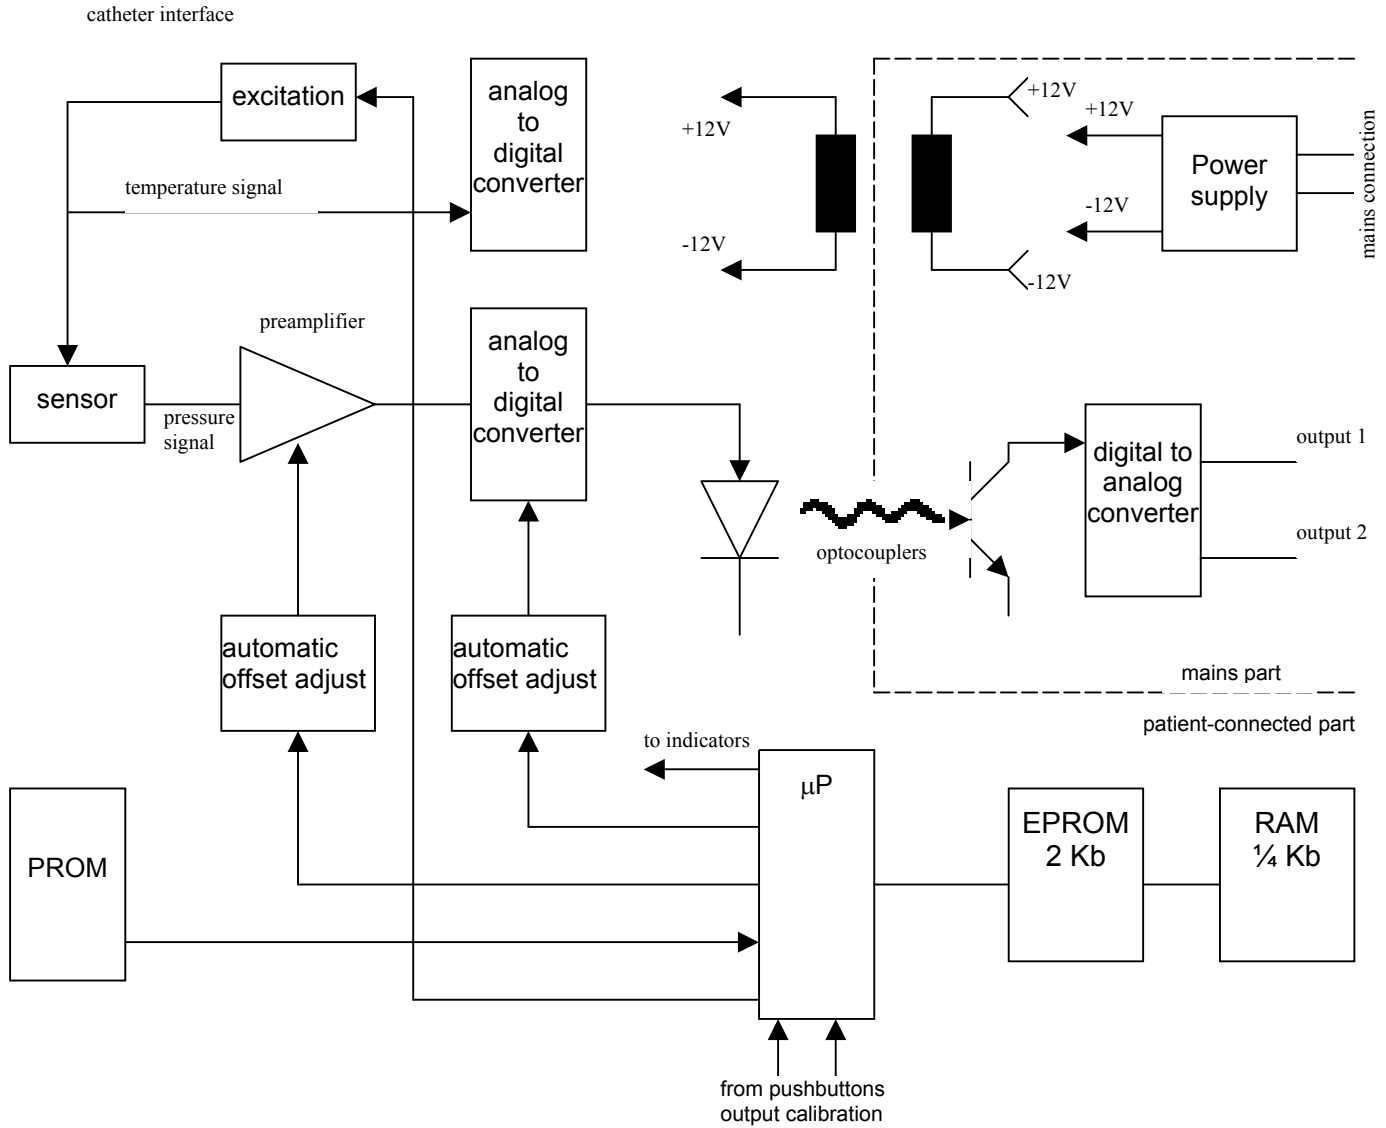 catheter interface
excitation
analog
to
digital
converter
temperature signal
+12V
-12V
+12V
-12V
+12V
-12V
Power
supply
mains connection
preamplifier
sensor
pressure
signal
analog
to
digital
converter
optocouplers
digital to
analog
converter
output 1
output 2
automatic
offset adjust
automatic
offset adjust
mains part
patient-connected part
to indicators
µP
PROM
EPROM
2 Kb
RAM
¼ Kb
from pushbuttons
output calibration